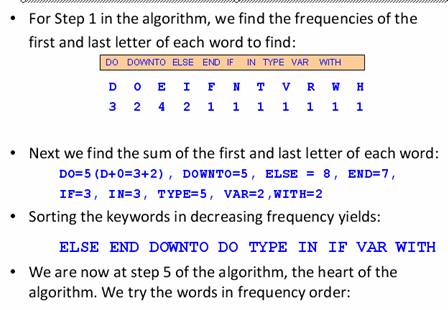 • For Step 1 in the algorithm, we find the frequencies of the
first and last letter of each word to find:
DO DOWNTO ELSE END IF IN TYPE VAR WITH
D O E I F N T V R W H
3 2 4 2 1 1 1 1 1 1 1
• Next we find the sum of the first and last letter of each word:
DO=5(D+0=3+2), DOWNTO=5, ELSE = 8, END=7,
IF=3, IN=3, TYPE=5, VAR=2,WITH=2
• Sorting the keywords in decreasing frequency yields:
ELSE END DOWNTO DO TYPE IN IF VAR WITH
• We are now at step 5 of the algorithm, the heart of the
algorithm. We try the words in frequency order: